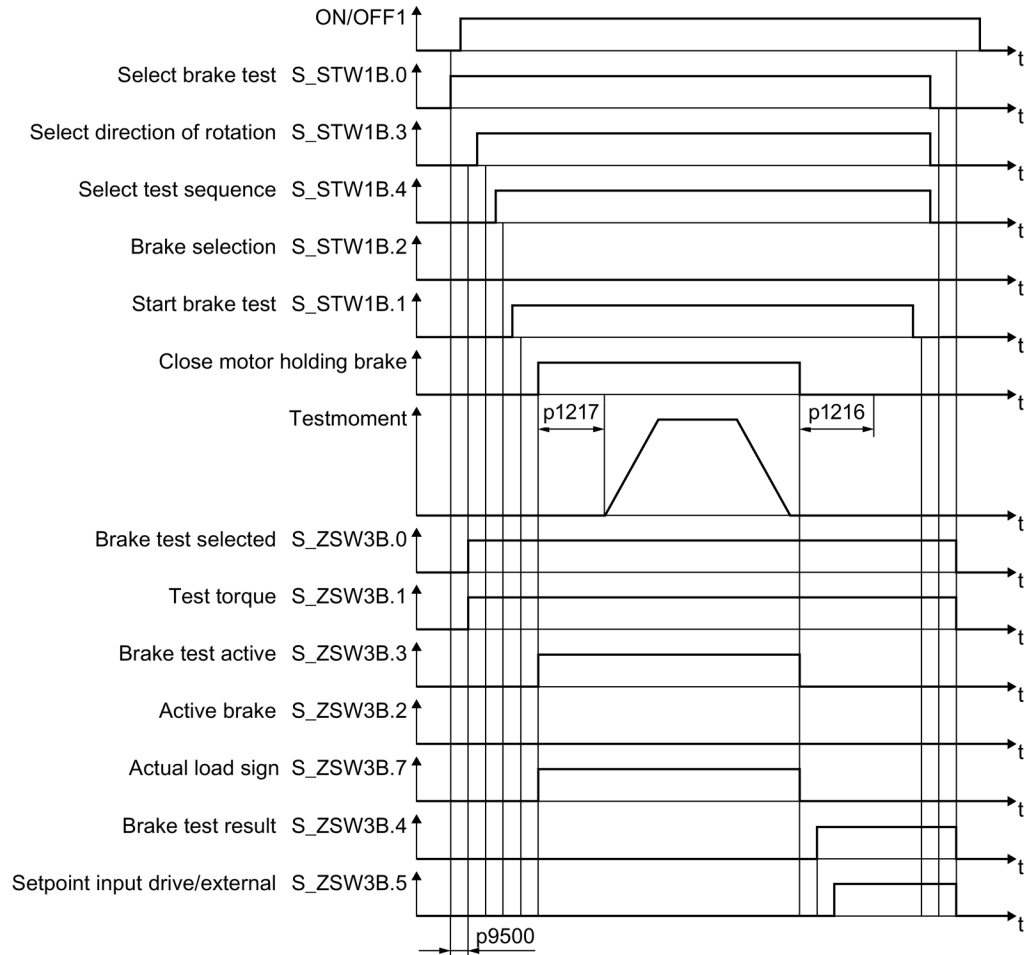 ON/OFF1
t
Select brake test S_STW1B.0
t
Select direction of rotation S_STW1B.3
t
Select test sequence S_STW1B.4
t
Brake selection S_STW1B.2
t
Start brake test S_STW1B.1
t
Close motor holding brake
t
Testmoment
p1217
p1216
t
Brake test selected S_ZSW3B.0
t
Test torque S_ZSW3B.1
t
Brake test active S_ZSW3B.3
t
Active brake S_ZSW3B.2
t
Actual load sign S_ZSW3B.7
t
Brake test result S_ZSW3B.4
t
Setpoint input drive/external S_ZSW3B.5
t
p9500